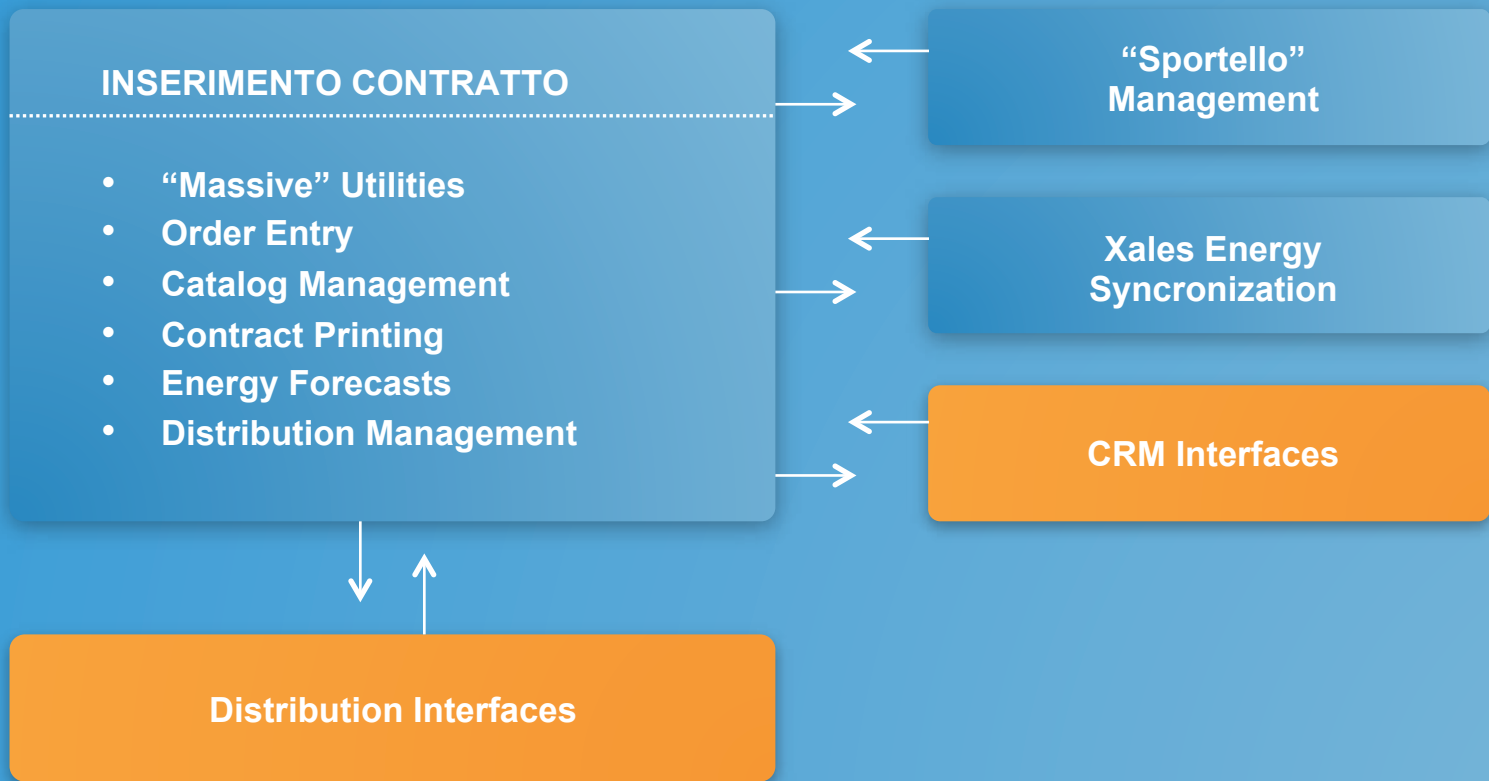 INSERIMENTO CONTRATTO
• “Massive” Utilities
• Order Entry
• Catalog Management
• Contract Printing
• Energy Forecasts
• Distribution Management
“Sportello”
Management
Xales Energy
Syncronization
CRM Interfaces
Distribution Interfaces